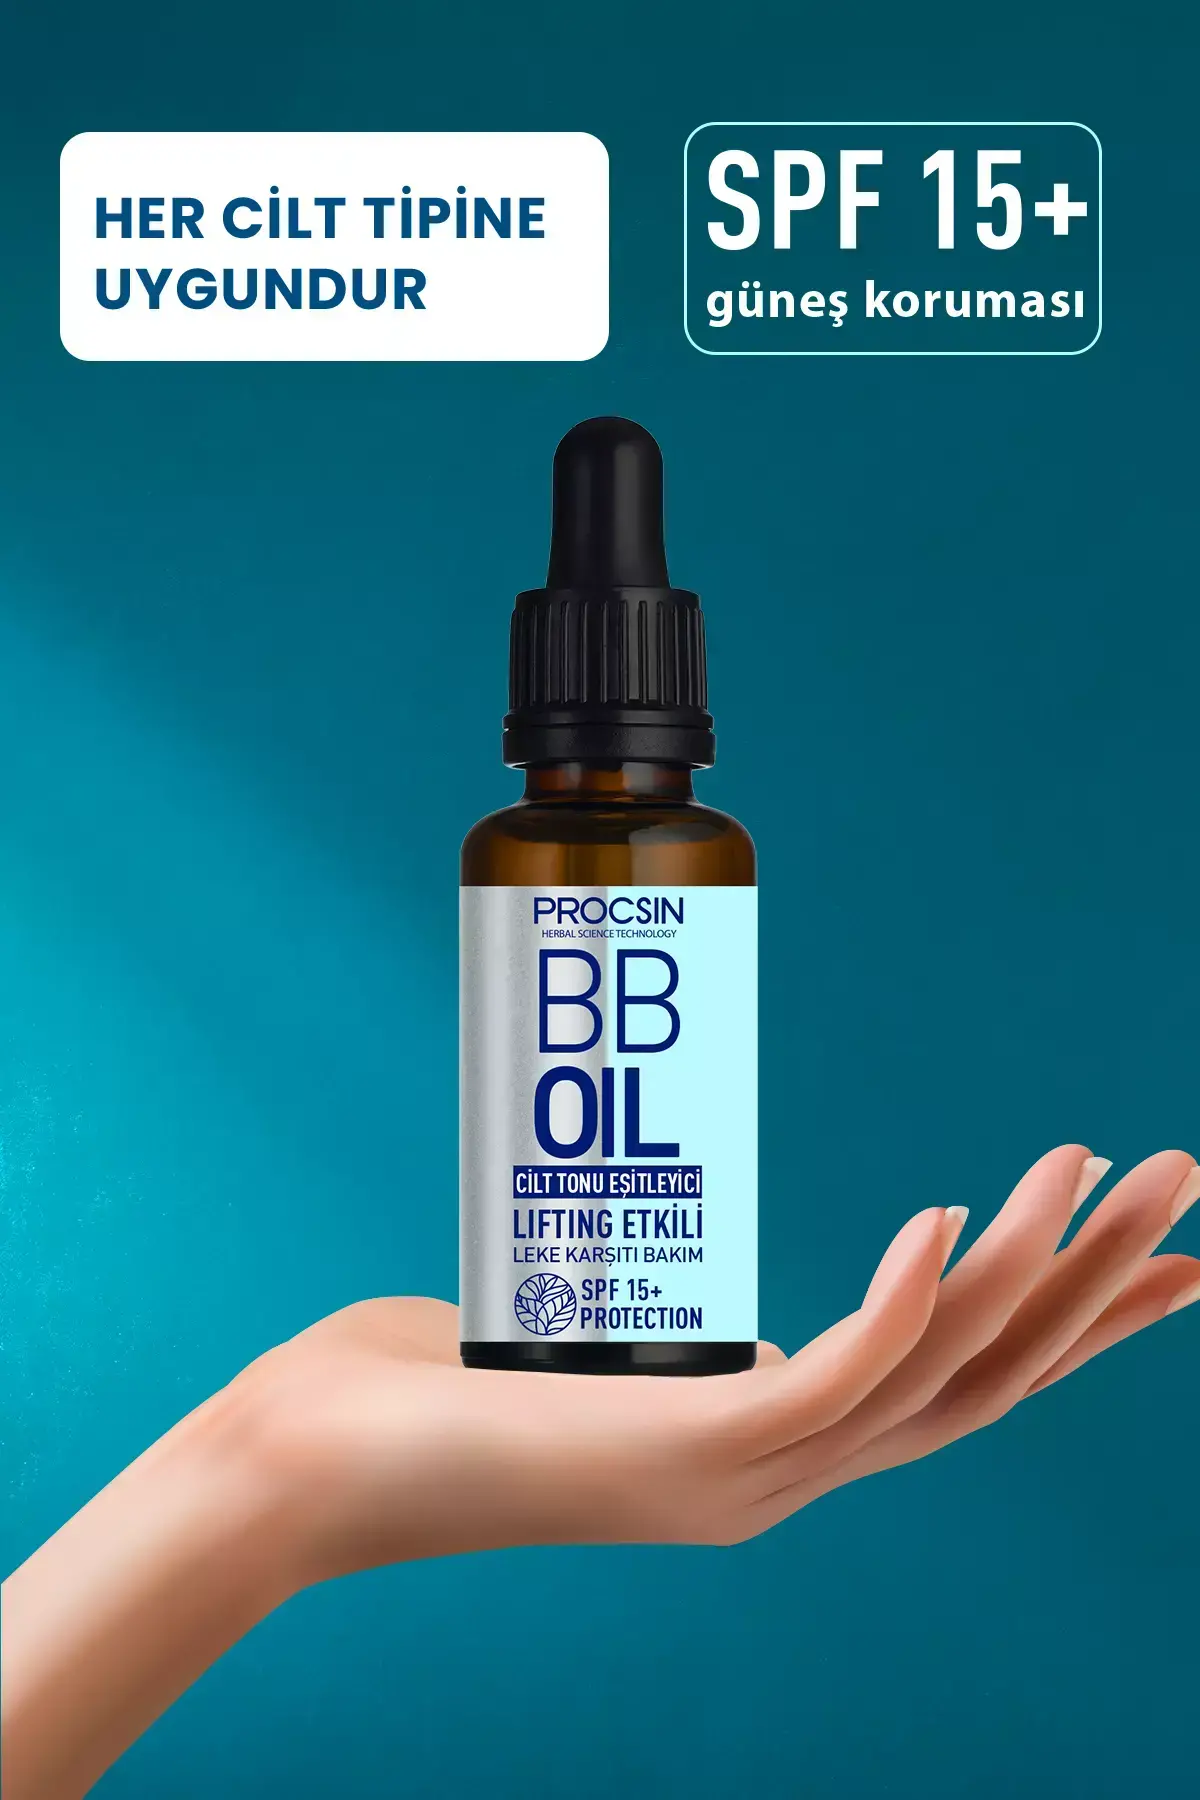 HER CİLT TİPİNE
UYGUNDUR
SPF 15+
güneş koruması
PROCSIN
HERBAL SCIENCE TECHNOLOGY
BB
OIL
CİLT TONU EŞİTLEYİCİ
LIFTING ETKİLİ
LEKE KARŞITI BAKIM
SPF 15+
PROTECTION